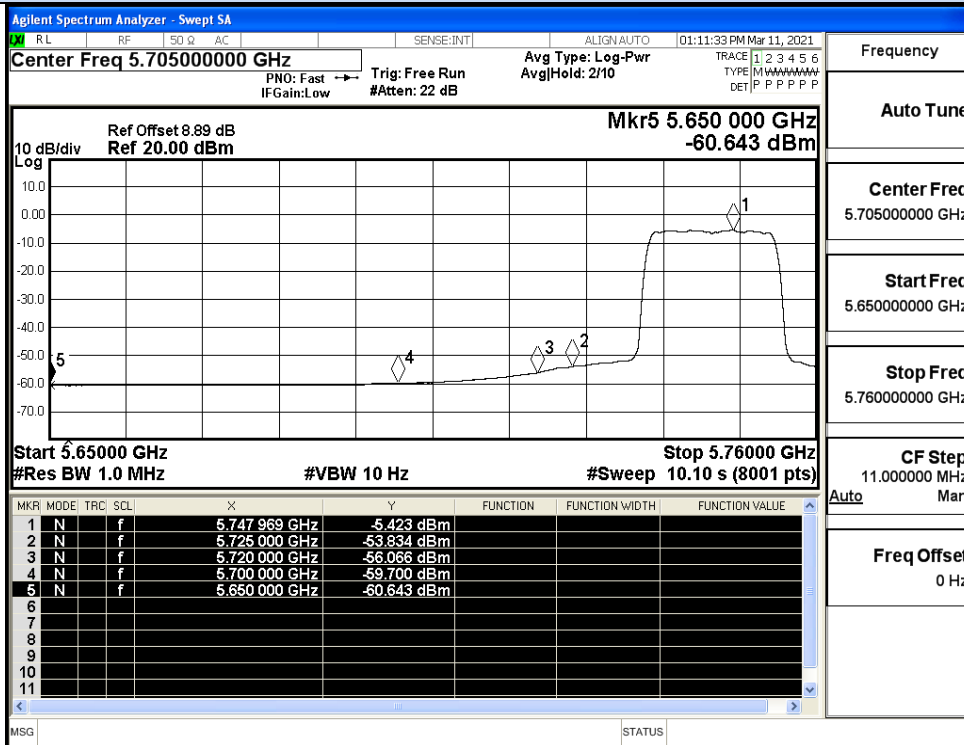 Agilent Spectrum Analyzer - Swept SA
LXI RL RF 50 Ω AC SENSE:INT ALIGNAUTO 01:11:33 PM Mar 11, 2021
Center Freq 5.705000000 GHz
PNO: Fast
IFGain:Low
Trig: Free Run
#Atten: 22 dB
Avg Type: Log-Pwr
Avg|Hold: 2/10
TRACE 1 2 3 4 5 6
TYPE M WWWWW
DET P P P P P P
Mkr5 5.650 000 GHz
-60.643 dBm
Ref Offset 8.89 dB
10 dB/div Ref 20.00 dBm
Log
10.0
0.00
-10.0
-20.0
-30.0
-40.0
-50.0
-60.0
-70.0
1
2
3
4
5
Start 5.65000 GHz Stop 5.76000 GHz
#Res BW 1.0 MHz #VBW 10 Hz #Sweep 10.10 s (8001 pts)
MKR MODE TRC SCL X Y FUNCTION FUNCTION WIDTH FUNCTION VALUE
1 N f 5.747 969 GHz -5.423 dBm
2 N f 5.725 000 GHz -53.834 dBm
3 N f 5.720 000 GHz -56.066 dBm
4 N f 5.700 000 GHz -59.700 dBm
5 N f 5.650 000 GHz -60.643 dBm
6
7
8
9
10
11
MSG STATUS
Frequency
Auto Tune
Center Freq
5.705000000 GHz
Start Freq
5.650000000 GHz
Stop Freq
5.760000000 GHz
CF Step
11.000000 MHz
Auto Man
Freq Offset
0 Hz